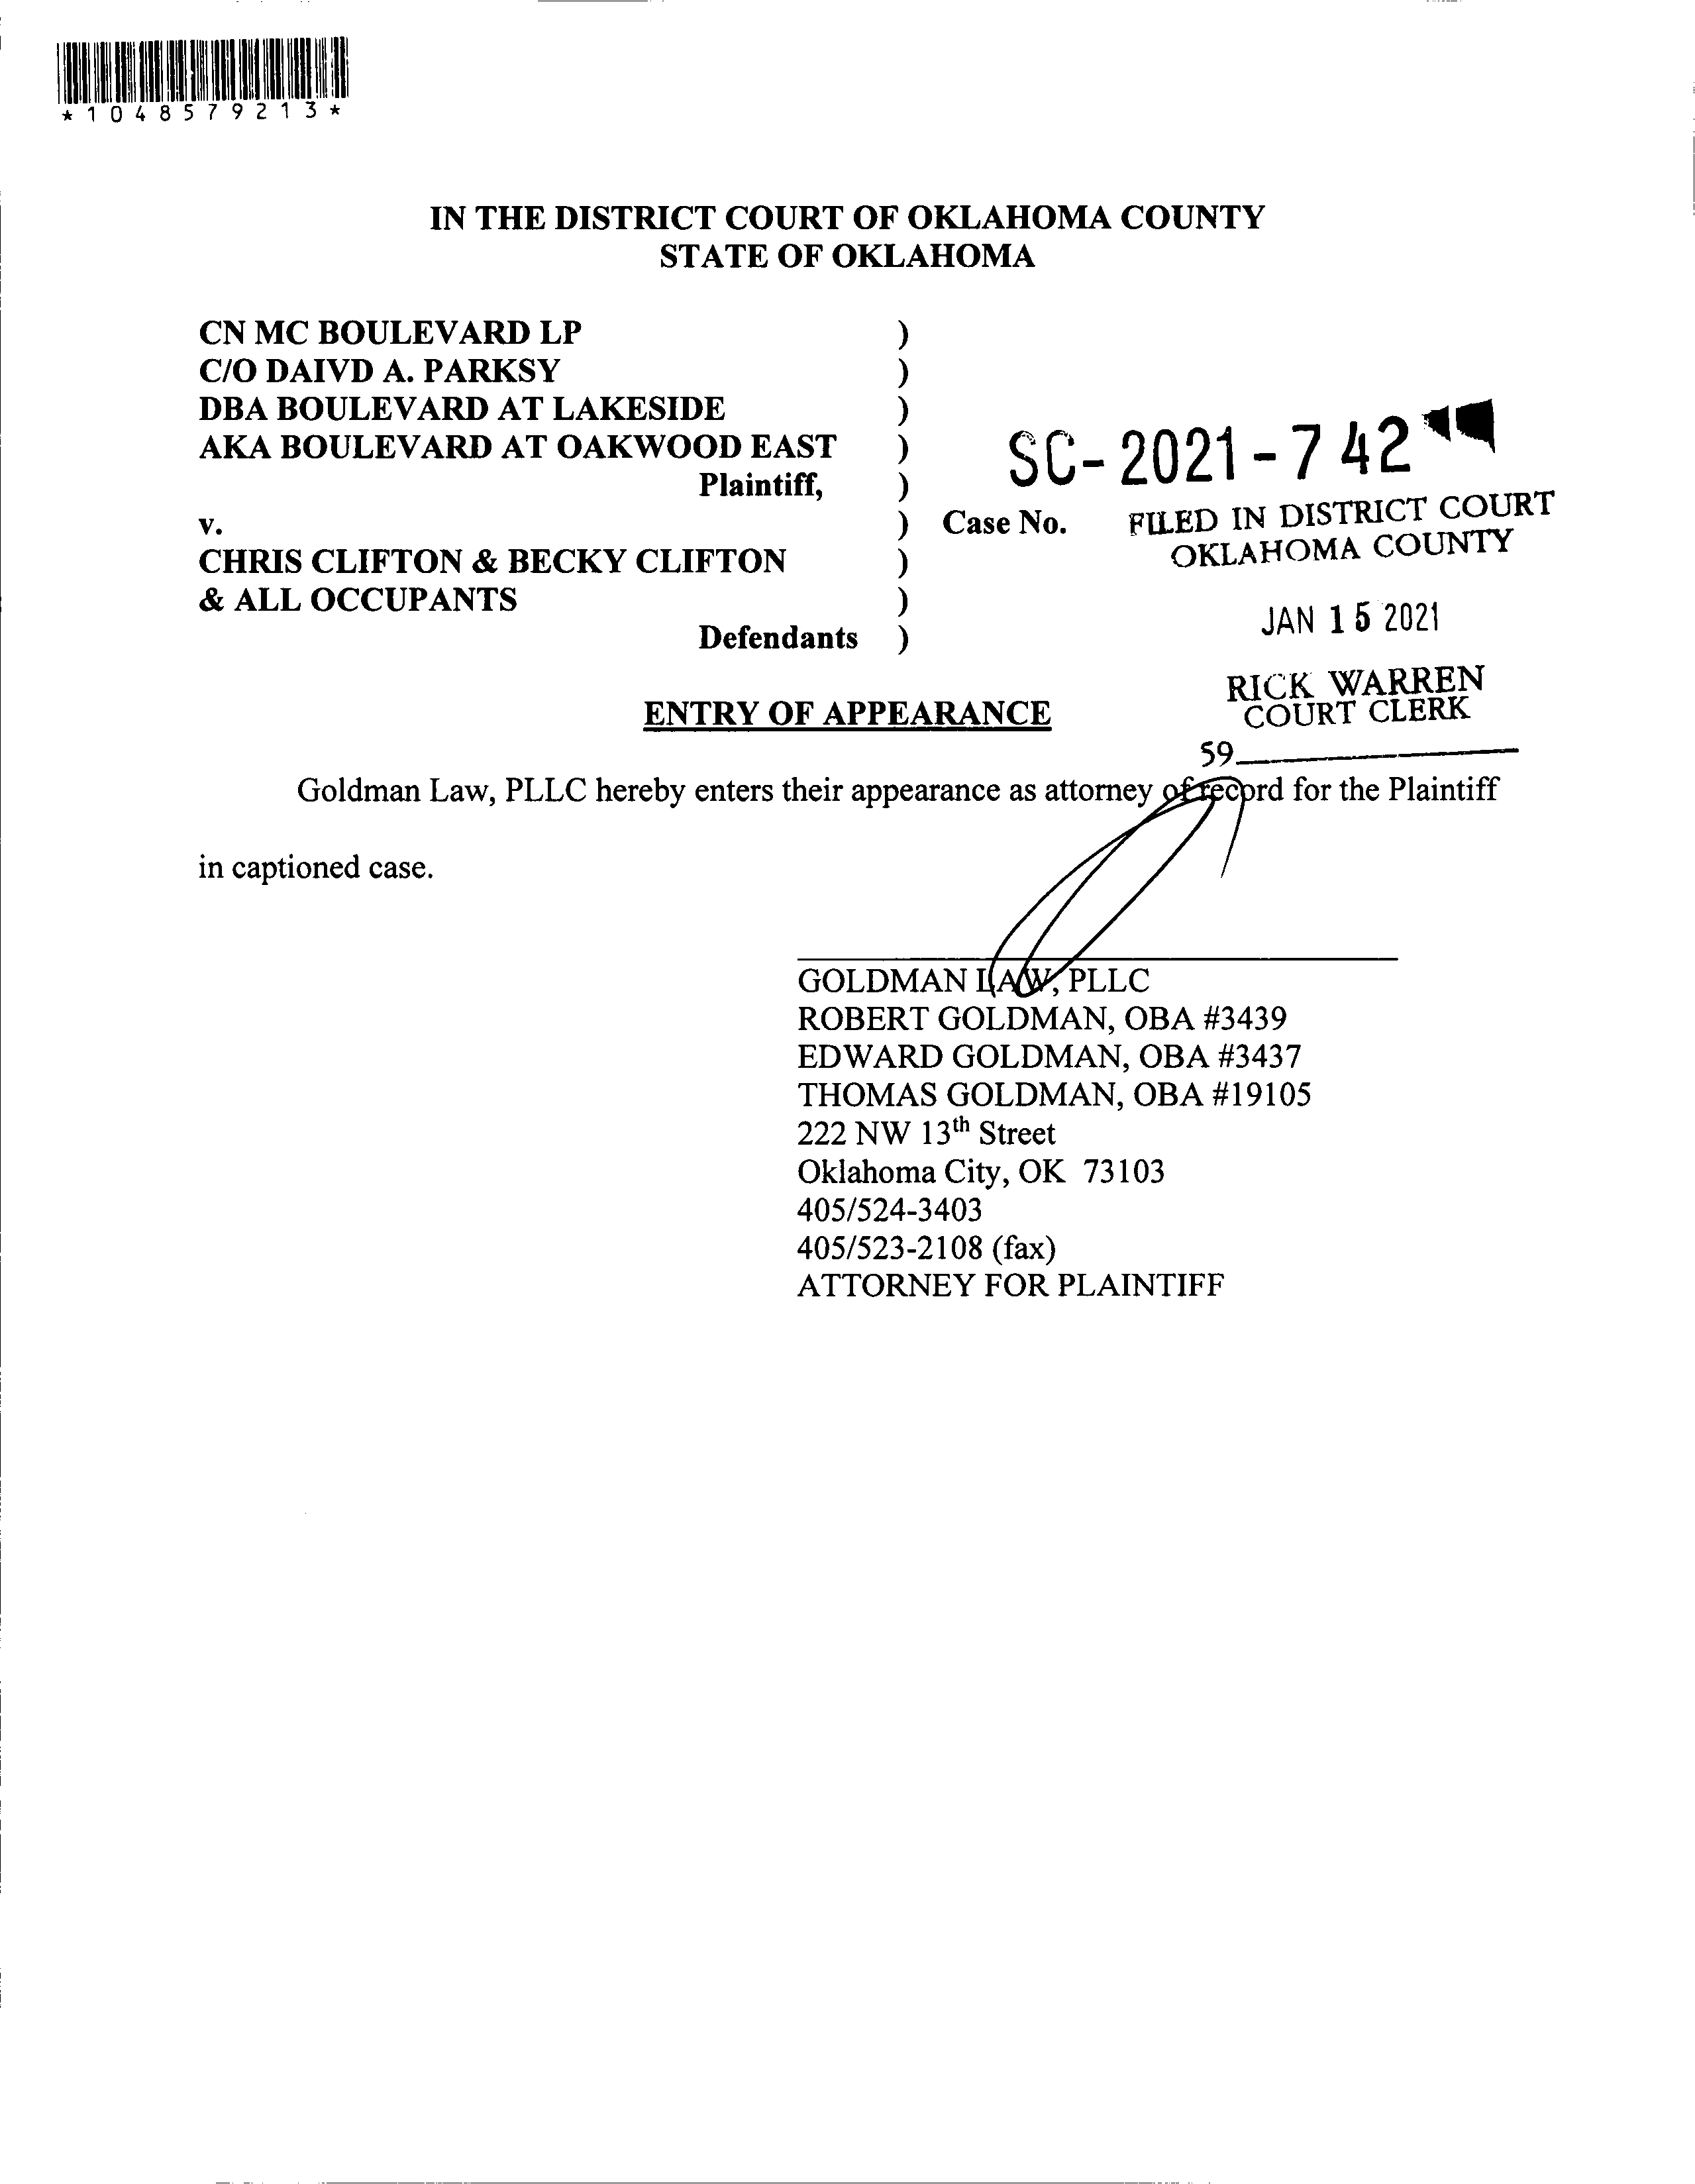 *1048579213*
IN THE DISTRICT COURT OF OKLAHOMA COUNTY
STATE OF OKLAHOMA
CN MC BOULEVARD LP )
C/O DAIVD A. PARKSY )
DBA BOULEVARD AT LAKESIDE )
AKA BOULEVARD AT OAKWOOD EAST )
SC-2021-742
Plaintiff, )
v. ) Case No.
FILED IN DISTRICT COURT
OKLAHOMA COUNTY
CHRIS CLIFTON & BECKY CLIFTON )
& ALL OCCUPANTS )
JAN 15 2021
Defendants )
RICK WARREN
COURT CLERK
ENTRY OF APPEARANCE
59
Goldman Law, PLLC hereby enters their appearance as attorney of record for the Plaintiff
in captioned case.
GOLDMAN LAW, PLLC
ROBERT GOLDMAN, OBA #3439
EDWARD GOLDMAN, OBA #3437
THOMAS GOLDMAN, OBA #19105
222 NW 13th Street
Oklahoma City, OK 73103
405/524-3403
405/523-2108 (fax)
ATTORNEY FOR PLAINTIFF